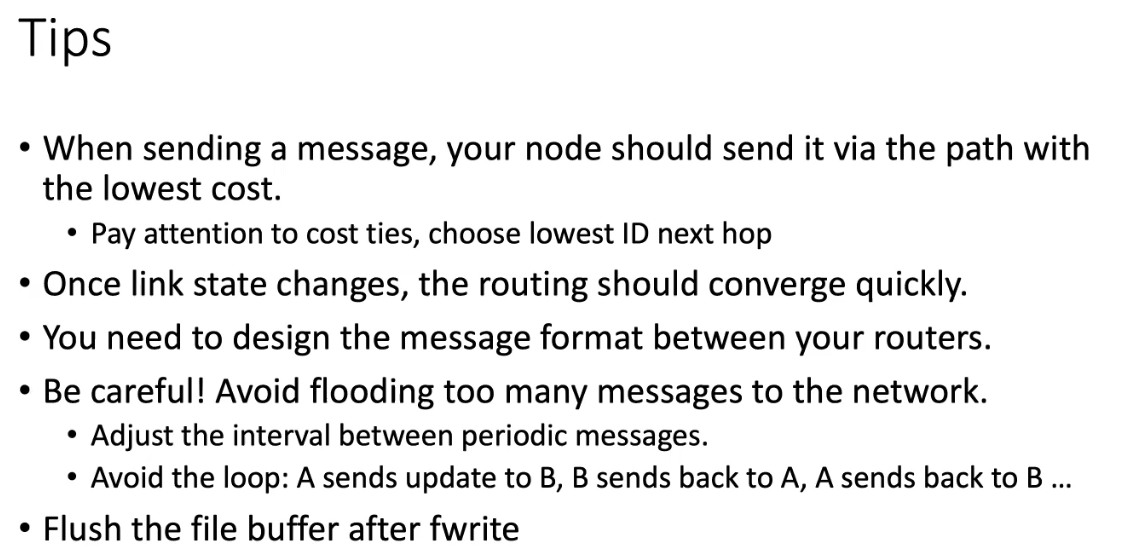 Tips
• When sending a message, your node should send it via the path with
the lowest cost.
• Pay attention to cost ties, choose lowest ID next hop
• Once link state changes, the routing should converge quickly.
• You need to design the message format between your routers.
• Be careful! Avoid flooding too many messages to the network.
• Adjust the interval between periodic messages.
• Avoid the loop: A sends update to B, B sends back to A, A sends back to B ...
• Flush the file buffer after fwrite